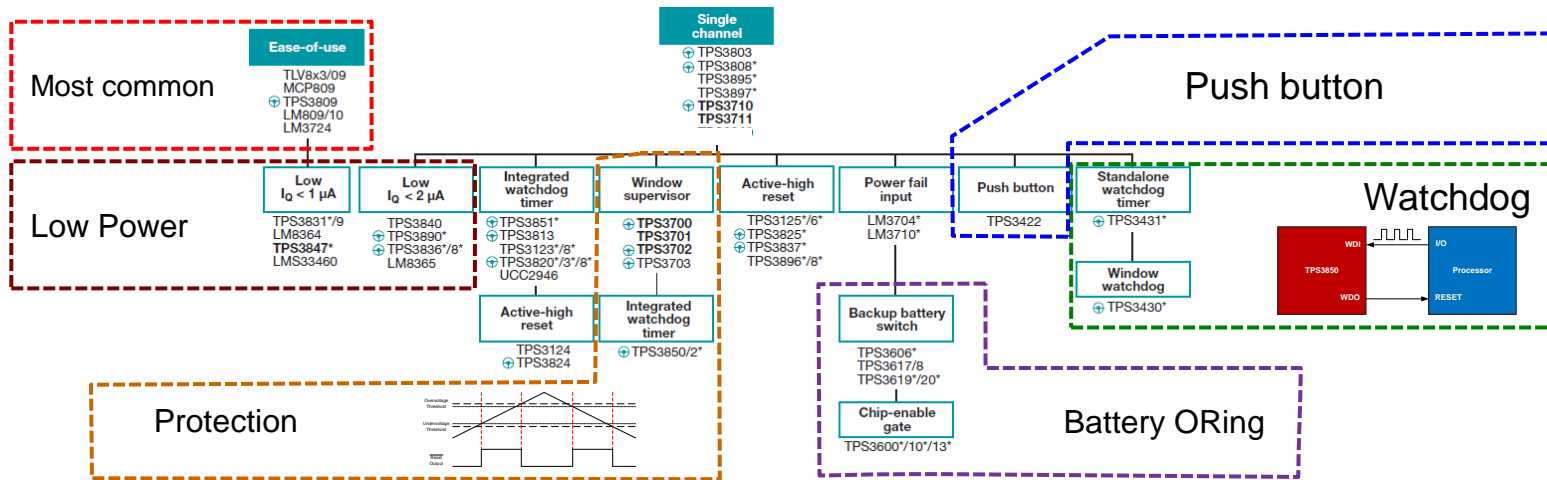 Most common
Ease-of-use
TLV8x3/09
MCP809
TPS3809
LM809/10
LM3724
Single
channel
TPS3803
TPS3808*
TPS3895*
TPS3897*
TPS3710
TPS3711
Push button
Low Power
Low
IQ < 1 µA
TPS3831*/9
LM8364
TPS3847*
LMS33460
Low
IQ < 2 µA
TPS3840
TPS3890*
TPS3836*/8*
LM8365
Integrated
watchdog
timer
TPS3851*
TPS3813
TPS3123*/8*
TPS3820*/3*/8*
UCC2946
Active-high
reset
TPS3124
TPS3824
Window
supervisor
TPS3700
TPS3701
TPS3702
TPS3703
Integrated
watchdog
timer
TPS3850/2*
Active-high
reset
TPS3125*/6*
TPS3825*
TPS3837*
TPS3896*/8*
Power fail
input
LM3704*
LM3710*
Backup battery
switch
TPS3606*
TPS3617/8
TPS3619*/20*
Chip-enable
gate
TPS3600*/10*/13*
Push button
TPS3422
Standalone
watchdog
timer
TPS3431*
Window
watchdog
TPS3430*
Watchdog
WDI
I/O
TPS3850
Processor
WDO
RESET
Protection
Overvoltage
Threshold
Undervoltage
Threshold
Reset
Output
Battery ORing